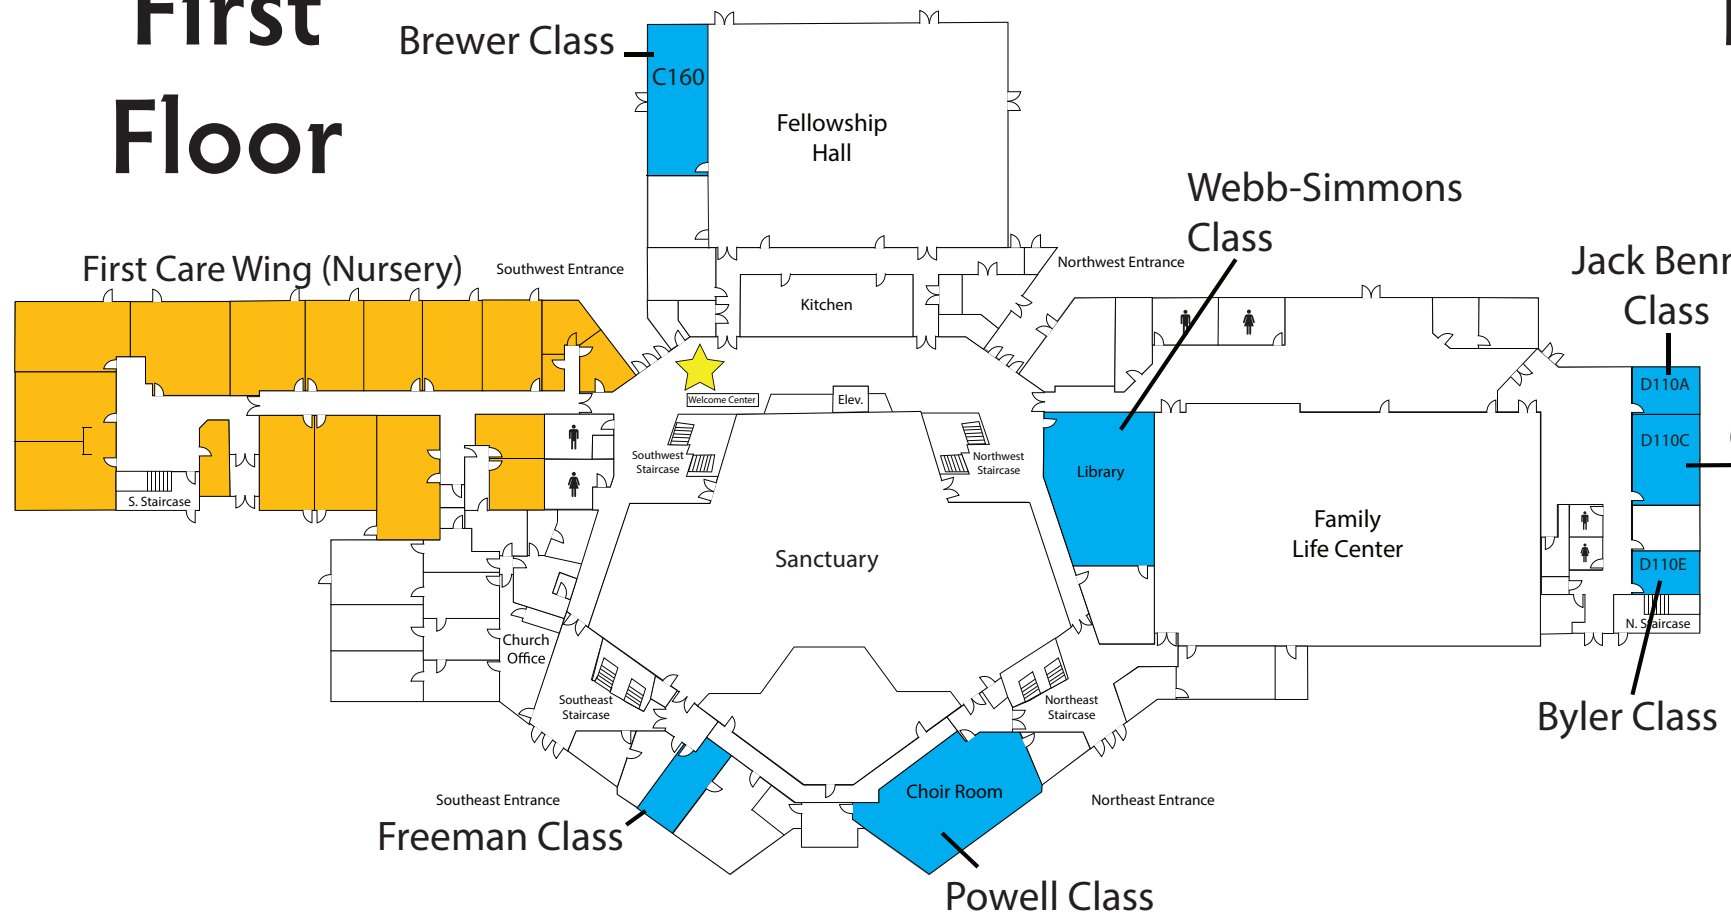 First
Floor
Brewer Class
C160
Fellowship
Hall
Webb-Simmons
Class
First Care Wing (Nursery)
Southwest Entrance
Northwest Entrance
Jack Benn
Class
Kitchen
Welcome Center
Elev.
D110A
D110C
Southwest
Staircase
Northwest
Staircase
Library
S. Staircase
Family
Life Center
Sanctuary
D110E
N. Staircase
Church
Office
Southeast
Staircase
Northeast
Staircase
Byler Class
Southeast Entrance
Choir Room
Northeast Entrance
Freeman Class
Powell Class